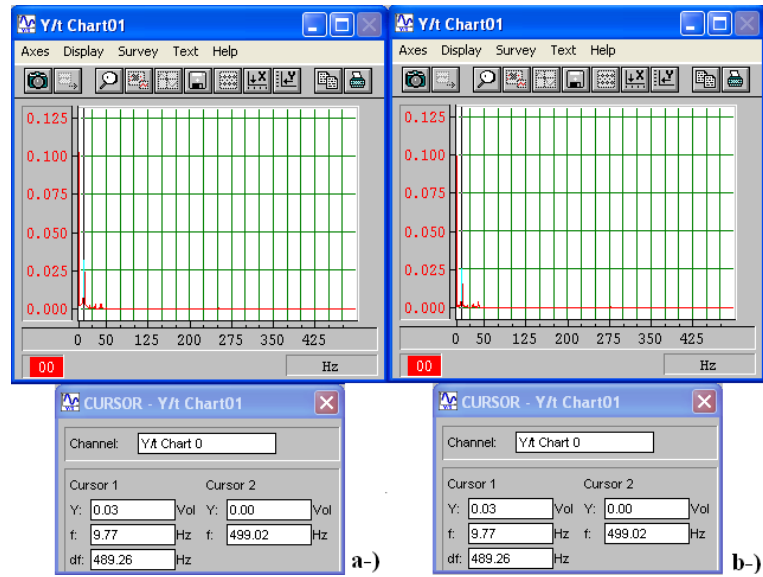 Y/t Chart01
Axes Display Survey Text Help
0.125
0.100
0.075
0.050
0.025
0.000
0 50 125 200 275 350 425
00 Hz
CURSOR - Y/t Chart01
Channel: Y/t Chart 0
Cursor 1 Cursor 2
Y: 0.03 Vol Y: 0.00 Vol
f: 9.77 Hz f: 499.02 Hz
df: 489.26 Hz
a-)
Y/t Chart01
Axes Display Survey Text Help
0.125
0.100
0.075
0.050
0.025
0.000
0 50 125 200 275 350 425
00 Hz
CURSOR - Y/t Chart01
Channel: Y/t Chart 0
Cursor 1 Cursor 2
Y: 0.03 Vol Y: 0.00 Vol
f: 9.77 Hz f: 499.02 Hz
df: 489.26 Hz
b-)